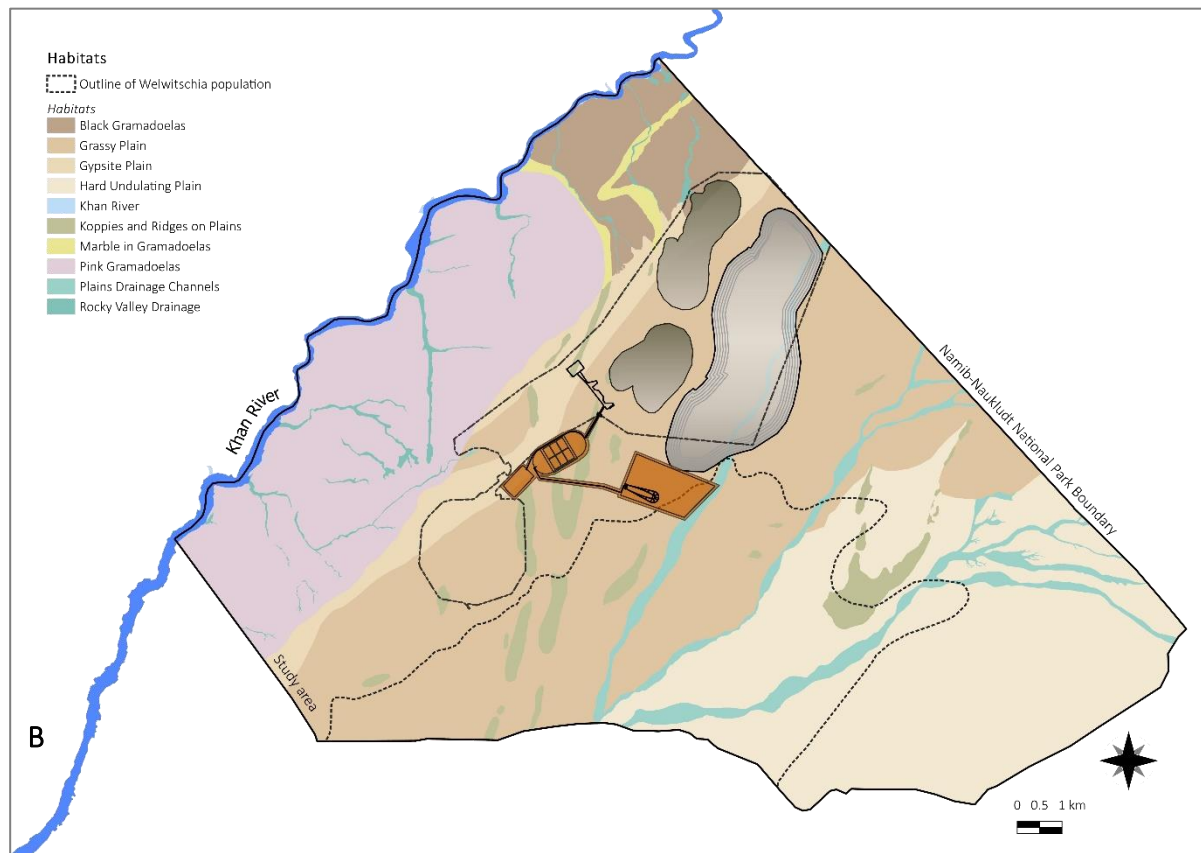 Habitats
Outline of Welwitschia population
Habitats
Black Gramadoelas
Grassy Plain
Gypsite Plain
Hard Undulating Plain
Khan River
Koppies and Ridges on Plains
Marble in Gramadoelas
Pink Gramadoelas
Plains Drainage Channels
Rocky Valley Drainage
Khan River
Namib-Naukludt National Park Boundary
Study area
B
0 0.5 1 km